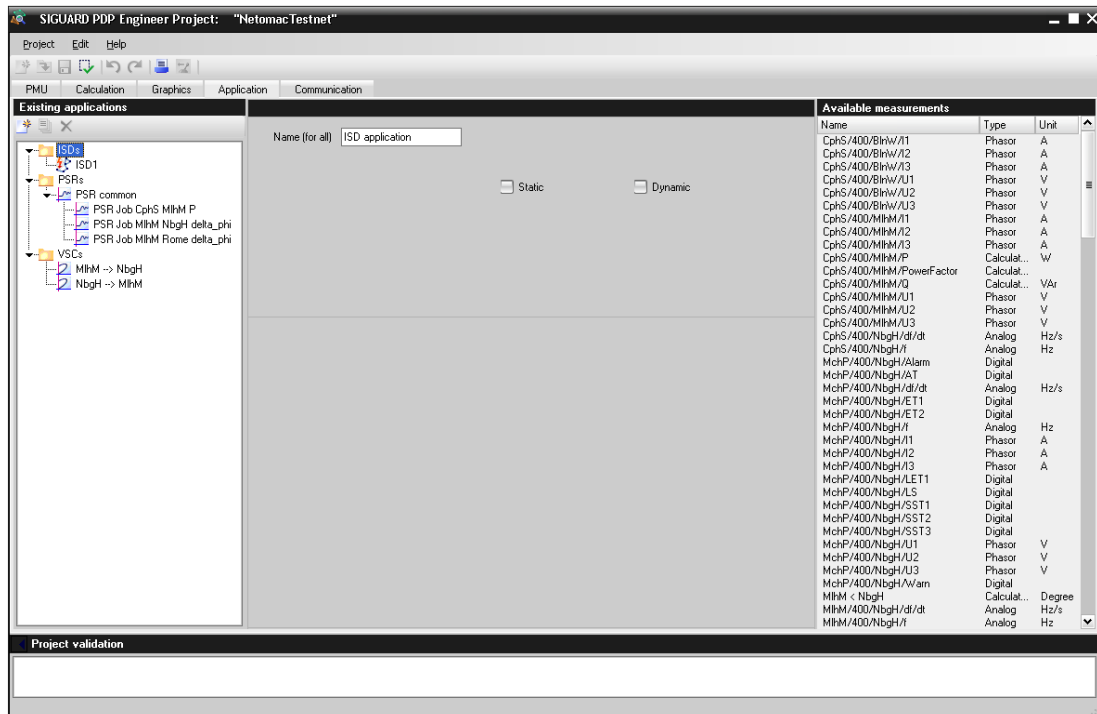 SIGUARD PDP Engineer Project: "NetomacTestnet"
Project Edit Help
PMU Calculation Graphics Application Communication
Existing applications
ISDs
ISD1
PSRs
PSR common
PSR Job CphS MlhM P
PSR Job MlhM NbgH delta_phi
PSR Job MlhM Rome delta_phi
VSCs
MlhM --> NbgH
NbgH --> MlhM
Name (for all) ISD application
Static Dynamic
Available measurements
Name Type Unit
CphS/400/BlnW/I1 Phasor A
CphS/400/BlnW/I2 Phasor A
CphS/400/BlnW/I3 Phasor A
CphS/400/BlnW/U1 Phasor V
CphS/400/BlnW/U2 Phasor V
CphS/400/BlnW/U3 Phasor V
CphS/400/MlhM/I1 Phasor A
CphS/400/MlhM/I2 Phasor A
CphS/400/MlhM/I3 Phasor A
CphS/400/MlhM/P Calculat... W
CphS/400/MlhM/PowerFactor Calculat...
CphS/400/MlhM/Q Calculat... VAr
CphS/400/MlhM/U1 Phasor V
CphS/400/MlhM/U2 Phasor V
CphS/400/MlhM/U3 Phasor V
CphS/400/NbgH/df/dt Analog Hz/s
CphS/400/NbgH/f Analog Hz
MchP/400/NbgH/Alarm Digital
MchP/400/NbgH/AT Digital
MchP/400/NbgH/df/dt Analog Hz/s
MchP/400/NbgH/ET1 Digital
MchP/400/NbgH/ET2 Digital
MchP/400/NbgH/f Analog Hz
MchP/400/NbgH/I1 Phasor A
MchP/400/NbgH/I2 Phasor A
MchP/400/NbgH/I3 Phasor A
MchP/400/NbgH/LET1 Digital
MchP/400/NbgH/LS Digital
MchP/400/NbgH/SST1 Digital
MchP/400/NbgH/SST2 Digital
MchP/400/NbgH/SST3 Digital
MchP/400/NbgH/U1 Phasor V
MchP/400/NbgH/U2 Phasor V
MchP/400/NbgH/U3 Phasor V
MchP/400/NbgH/Warn Digital
MlhM < NbgH Calculat... Degree
MlhM/400/NbgH/df/dt Analog Hz/s
MlhM/400/NbgH/f Analog Hz
Project validation